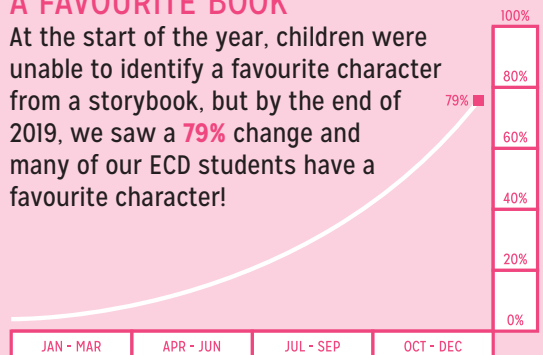 A FAVOURITE BOOK
At the start of the year, children were
unable to identify a favourite character
from a storybook, but by the end of
2019, we saw a 79% change and
many of our ECD students have a
favourite character!
79%
100%
80%
60%
40%
20%
0%
JAN - MAR
APR - JUN
JUL - SEP
OCT - DEC